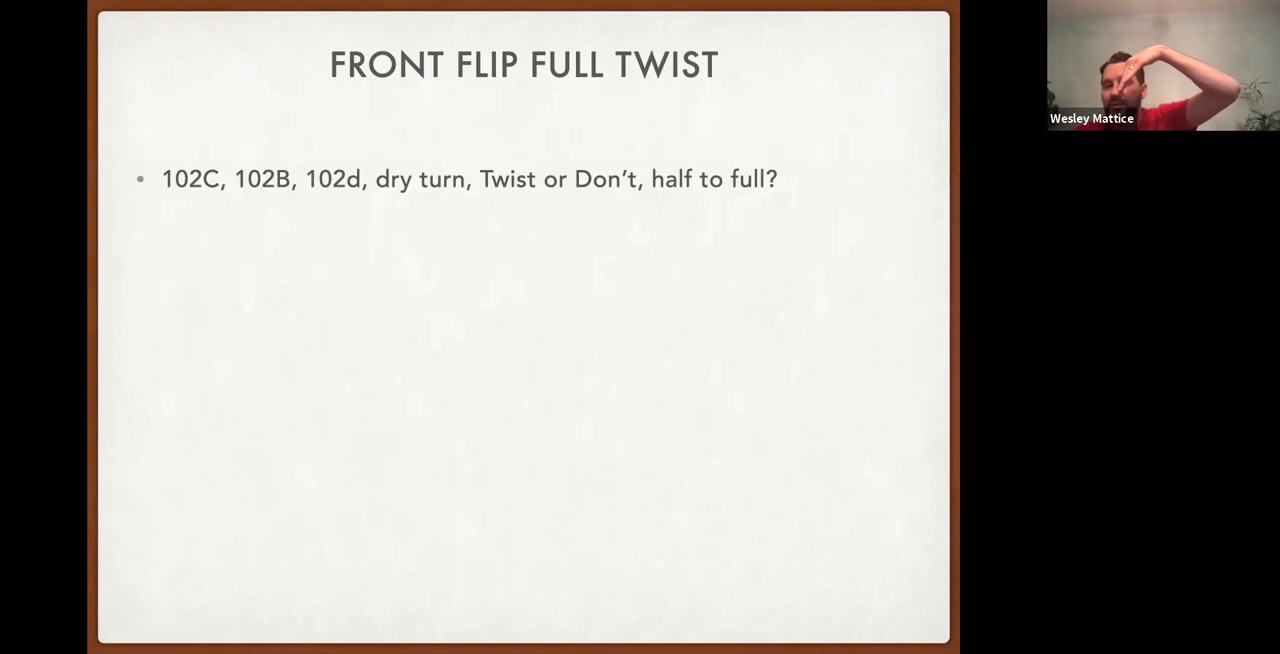 FRONT FLIP FULL TWIST
• 102C, 102B, 102d, dry turn, Twist or Don’t, half to full?
Wesley Mattice